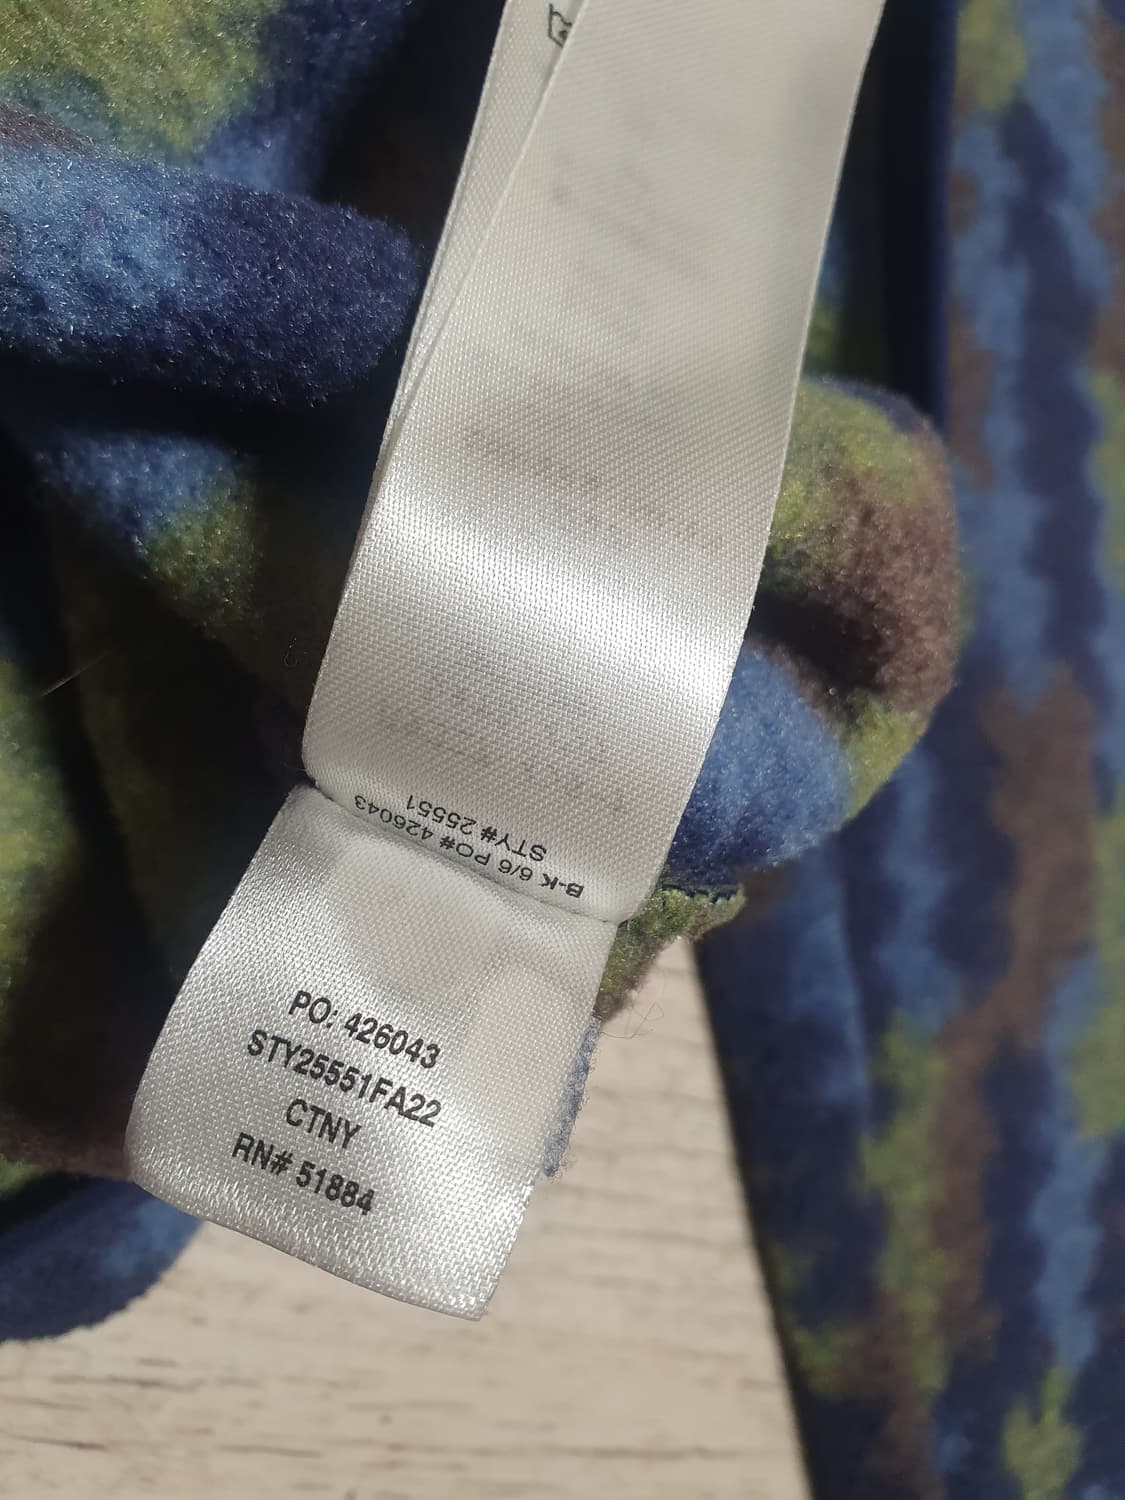 B-K 6/6 PO# 426043
STY# 25551
PO: 426043
STY25551FA22
CTNY
RN# 51884